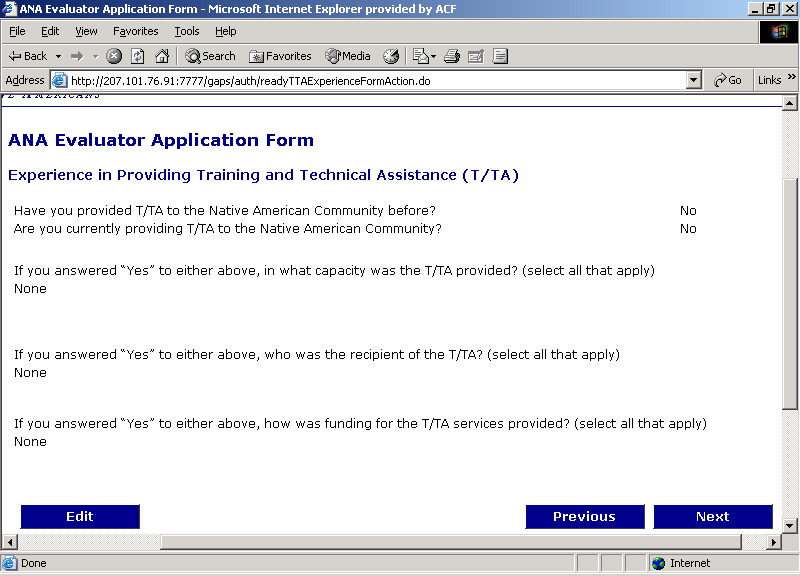 ANA Evaluator Application Form - Microsoft Internet Explorer provided by ACF
File Edit View Favorites Tools Help
Back Search Favorites Media
Address http://207.101.76.91:7777/gaps/auth/readyTTAExperienceFormAction.do Go Links »
E AMERICANS
ANA Evaluator Application Form
Experience in Providing Training and Technical Assistance (T/TA)
Have you provided T/TA to the Native American Community before? No
Are you currently providing T/TA to the Native American Community? No
If you answered “Yes” to either above, in what capacity was the T/TA provided? (select all that apply)
None
If you answered “Yes” to either above, who was the recipient of the T/TA? (select all that apply)
None
If you answered “Yes” to either above, how was funding for the T/TA services provided? (select all that apply)
None
Edit Previous Next
Done Internet